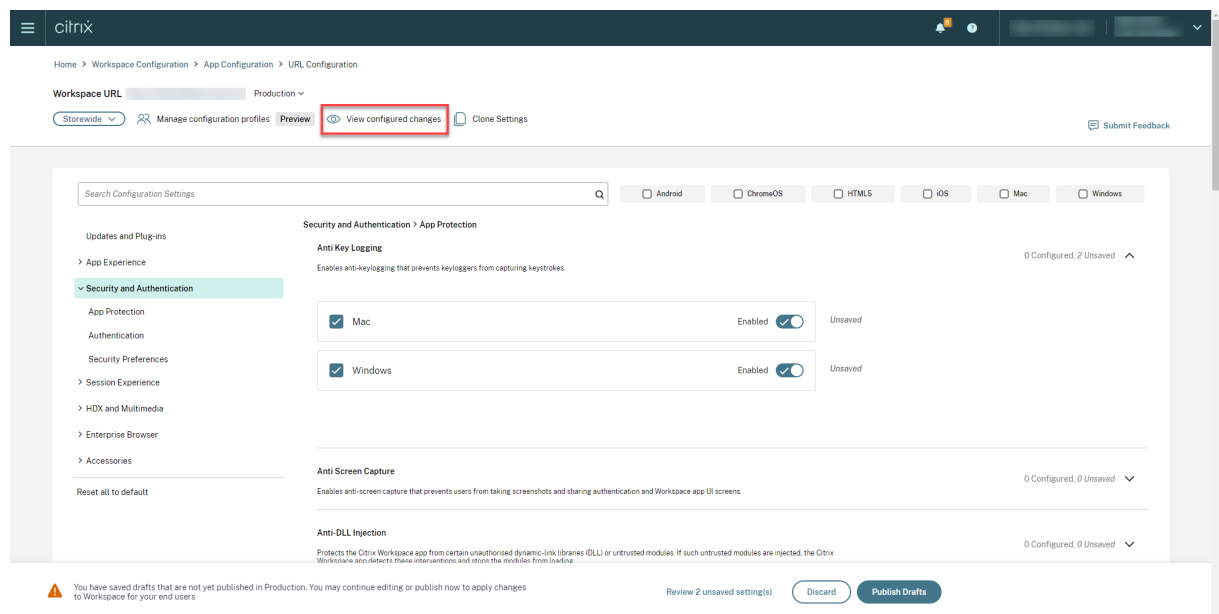 citrix
Home > Workspace Configuration > App Configuration > URL Configuration
Workspace URL
Production
Storewide
Manage configuration profiles
Preview
View configured changes
Clone Settings
Submit Feedback
Search Configuration Settings
Android
ChromeOS
HTML5
iOS
Mac
Windows
Updates and Plug-ins
> App Experience
Security and Authentication
App Protection
Authentication
Security Preferences
> Session Experience
> HDX and Multimedia
> Enterprise Browser
> Accessories
Reset all to default
Security and Authentication > App Protection
Anti Key Logging
Enables anti-keylogging that prevents keyloggers from capturing keystrokes.
0 Configured, 2 Unsaved
Mac
Enabled
Unsaved
Windows
Enabled
Unsaved
Anti Screen Capture
Enables anti-screen capture that prevents users from taking screenshots and sharing authentication and Workspace app UI screens.
0 Configured, 0 Unsaved
Anti-DLL Injection
Protects the Citrix Workspace app from certain unauthorised dynamic-link libraries (DLL) or untrusted modules. If such untrusted modules are injected, the Citrix
Workspace app detects these interventions and stops the modules from loading.
0 Configured, 0 Unsaved
You have saved drafts that are not yet published in Production. You may continue editing or publish now to apply changes
to Workspace for your end users
Review 2 unsaved setting(s)
Discard
Publish Drafts